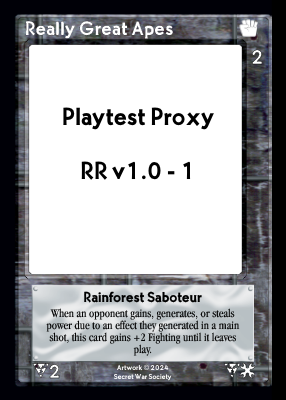 Really Great Apes
2
Playtest Proxy
RR v1.0 - 1
Rainforest Saboteur
When an opponent gains, generates, or steals
power due to an effect they generated in a main
shot, this card gains +2 Fighting until it leaves
play.
2
Artwork © 2024
Secret War Society